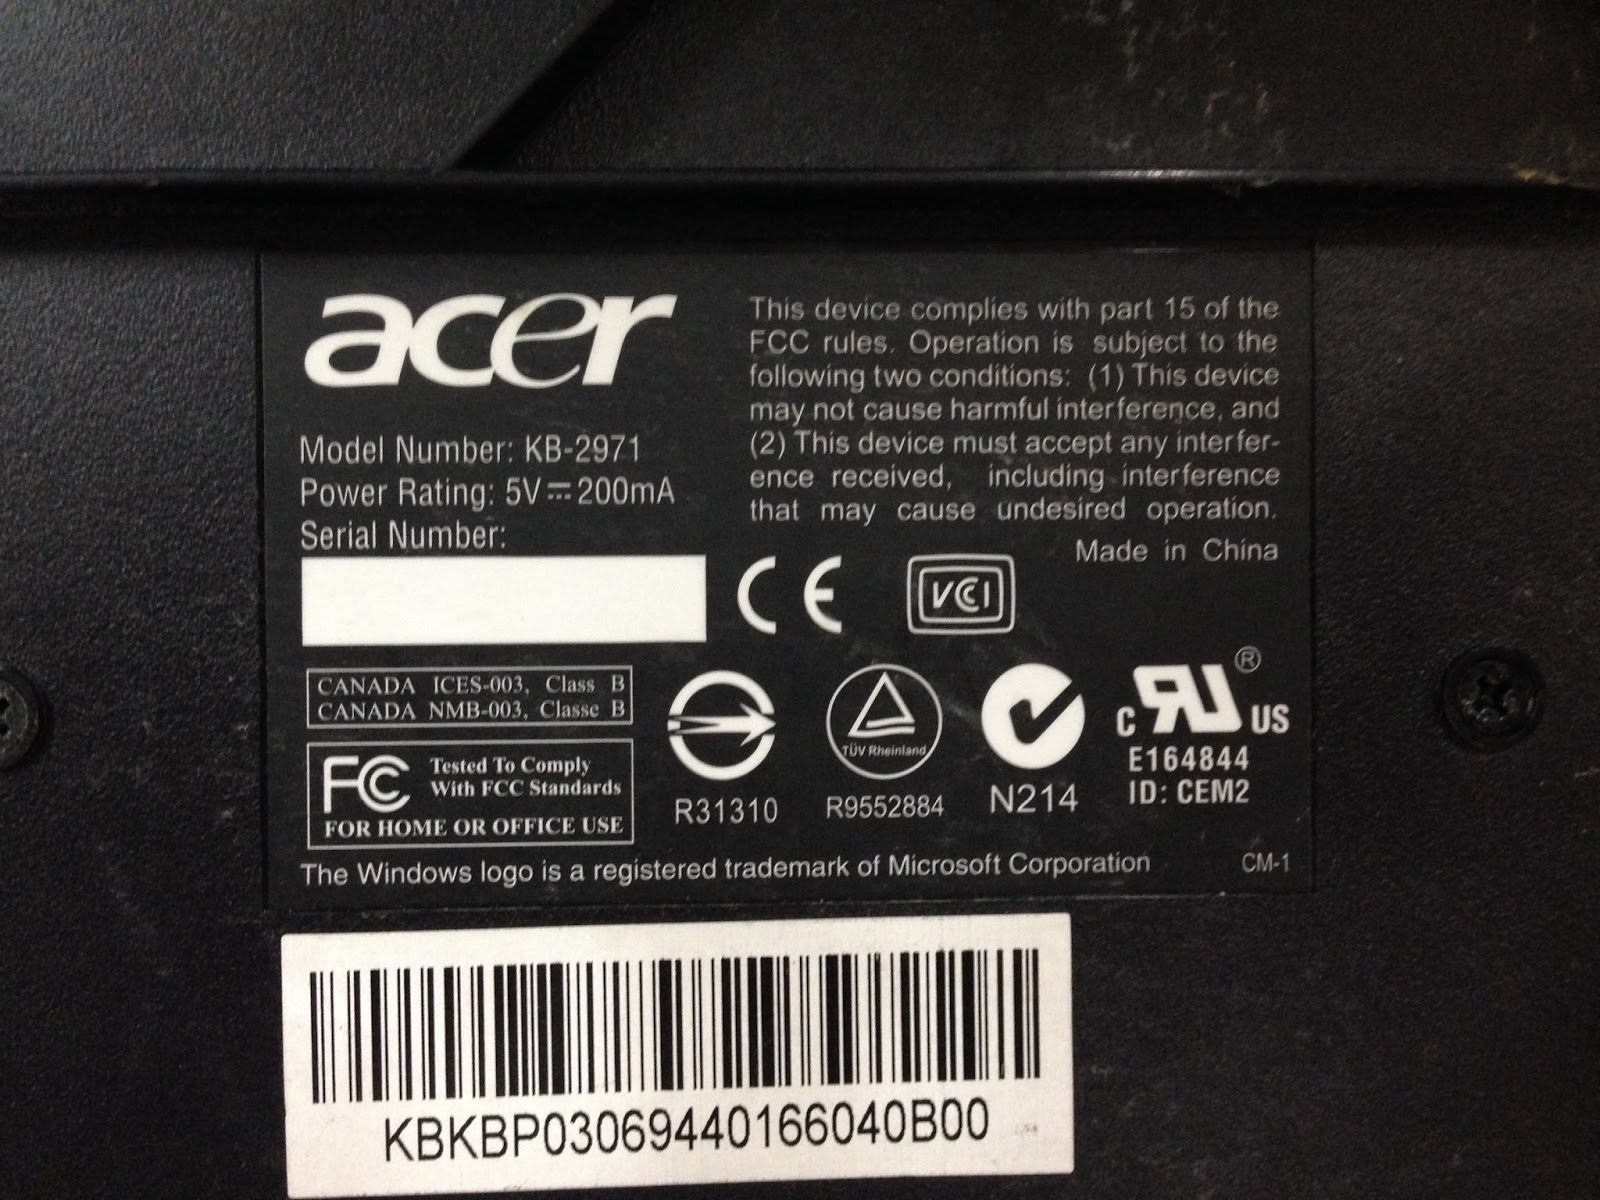 acer
Model Number: KB-2971
Power Rating: 5V⎓200mA
Serial Number:
This device complies with part 15 of the
FCC rules. Operation is subject to the
following two conditions: (1) This device
may not cause harmful interference, and
(2) This device must accept any interfer-
ence received, including interference
that may cause undesired operation.
Made in China
CE
VCI
CANADA ICES-003, Class B
CANADA NMB-003, Classe B
FC Tested To Comply
With FCC Standards
FOR HOME OR OFFICE USE
R31310
TÜV Rheinland
R9552884
N214
C RU US ®
E164844
ID: CEM2
The Windows logo is a registered trademark of Microsoft Corporation
CM-1
KBKBP03069440166040B00